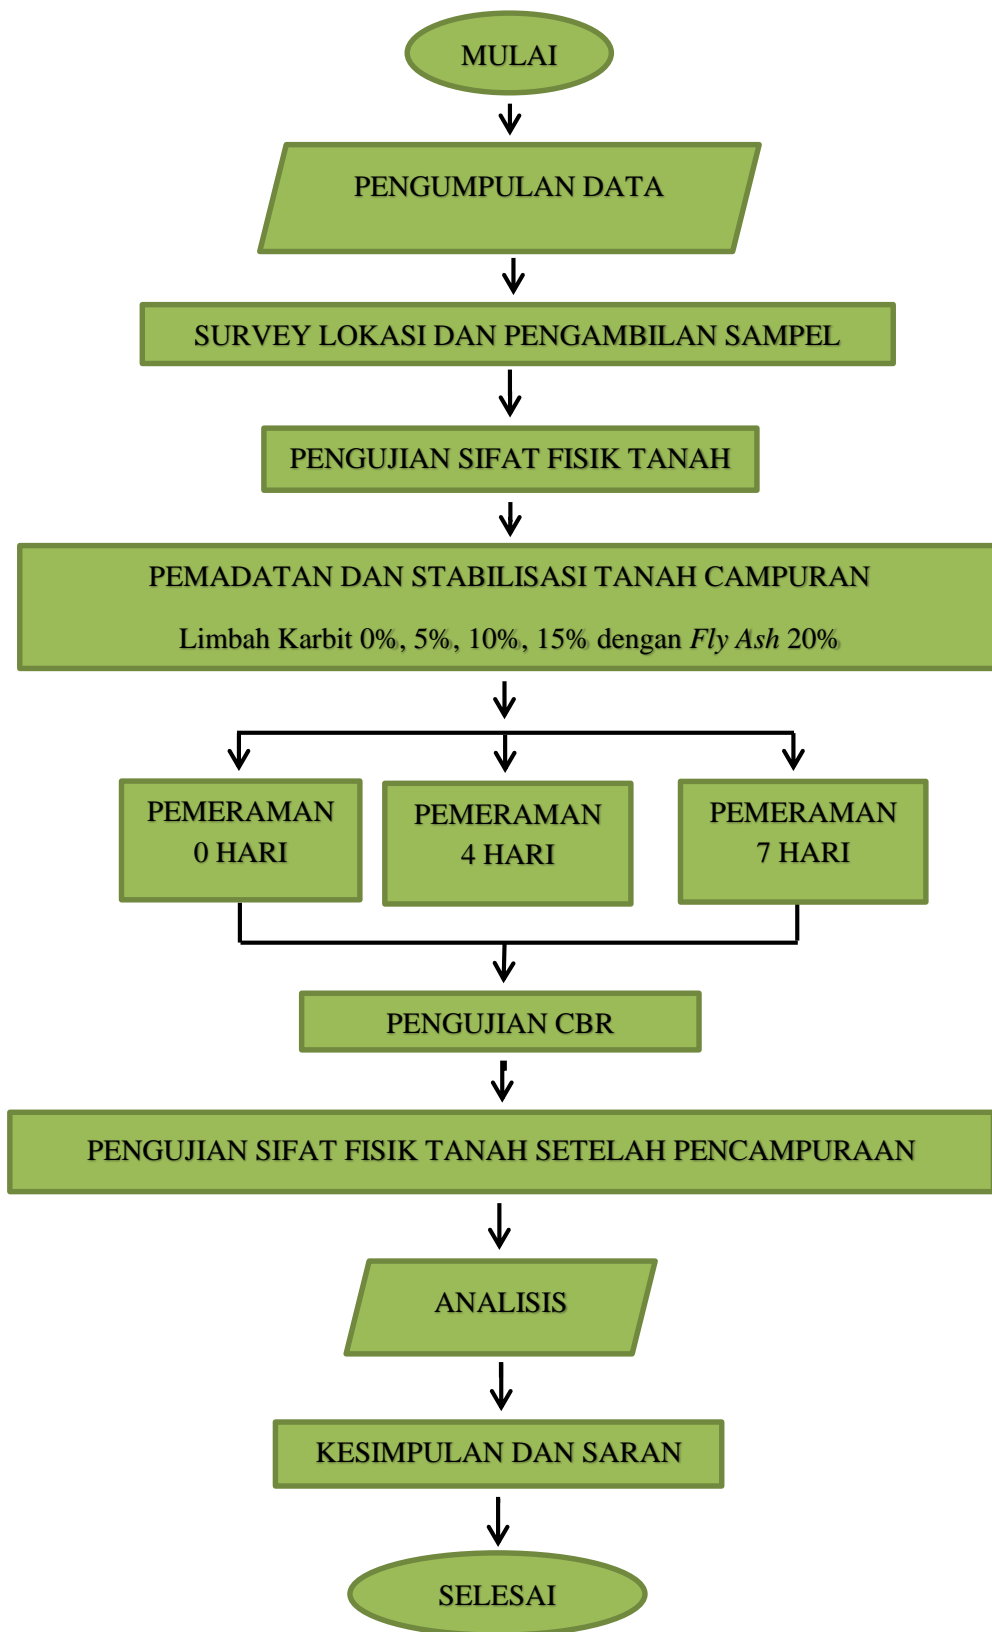 MULAI
PENGUMPULAN DATA
SURVEY LOKASI DAN PENGAMBILAN SAMPEL
PENGUJIAN SIFAT FISIK TANAH
PEMADATAN DAN STABILISASI TANAH CAMPURAN
Limbah Karbit 0%, 5%, 10%, 15% dengan Fly Ash 20%
PEMERAMAN
0 HARI
PEMERAMAN
4 HARI
PEMERAMAN
7 HARI
PENGUJIAN CBR
PENGUJIAN SIFAT FISIK TANAH SETELAH PENCAMPURAAN
ANALISIS
KESIMPULAN DAN SARAN
SELESAI